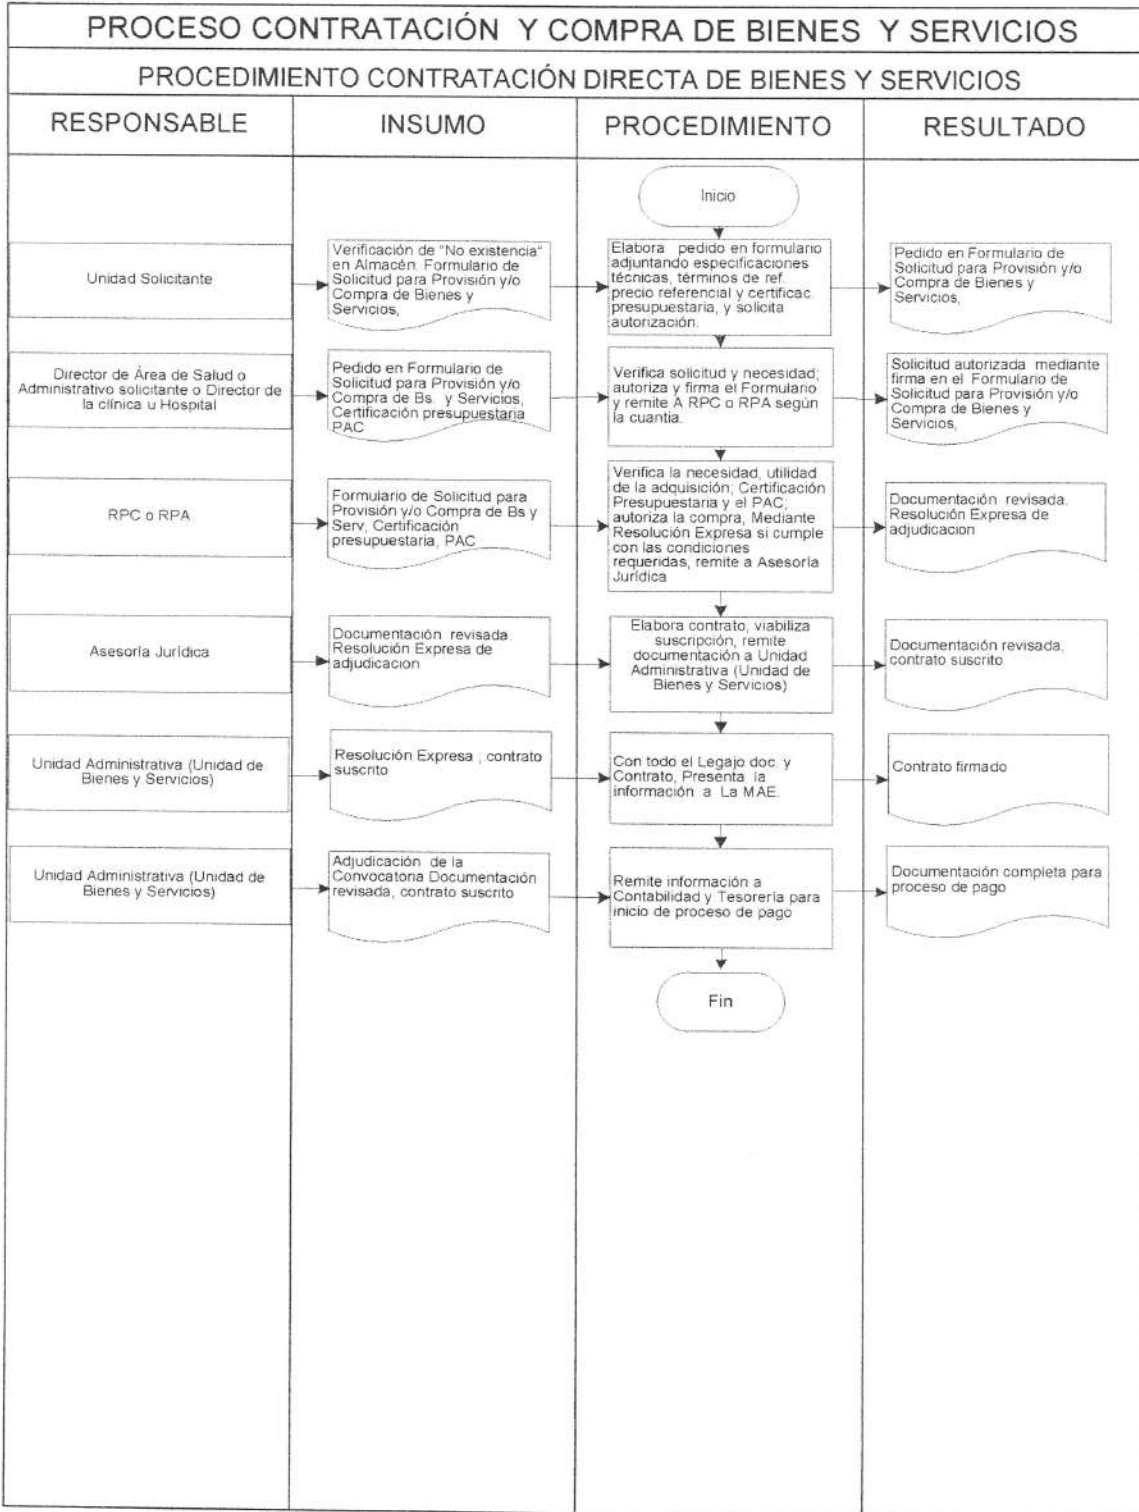 PROCESO CONTRATACIÓN Y COMPRA DE BIENES Y SERVICIOS
PROCEDIMIENTO CONTRATACIÓN DIRECTA DE BIENES Y SERVICIOS
RESPONSABLE
INSUMO
PROCEDIMIENTO
RESULTADO
Inicio
Unidad Solicitante
Verificación de "No existencia"
en Almacén. Formulario de
Solicitud para Provisión y/o
Compra de Bienes y
Servicios,
Elabora pedido en formulario
adjuntando especificaciones
técnicas, términos de ref.
precio referencial y certificac.
presupuestaria, y solicita
autorización.
Pedido en Formulario de
Solicitud para Provisión y/o
Compra de Bienes y
Servicios,
Director de Área de Salud o
Administrativo solicitante o Director de
la clínica u Hospital
Pedido en Formulario de
Solicitud para Provisión y/o
Compra de Bs. y Servicios,
Certificación presupuestaria
PAC
Verifica solicitud y necesidad;
autoriza y firma el Formulario
y remite A RPC o RPA según
la cuantia.
Solicitud autorizada mediante
firma en el Formulario de
Solicitud para Provisión y/o
Compra de Bienes y
Servicios,
RPC o RPA
Formulario de Solicitud para
Provisión y/o Compra de Bs y
Serv, Certificación
presupuestaria, PAC
Verifica la necesidad, utilidad
de la adquisición; Certificación
Presupuestaria y el PAC;
autoriza la compra, Mediante
Resolución Expresa si cumple
con las condiciones
requeridas, remite a Asesoría
Jurídica
Documentación revisada.
Resolución Expresa de
adjudicacion
Asesoría Jurídica
Documentación revisada.
Resolución Expresa de
adjudicacion
Elabora contrato, viabiliza
suscripción, remite
documentación a Unidad
Administrativa (Unidad de
Bienes y Servicios)
Documentación revisada,
contrato suscrito
Unidad Administrativa (Unidad de
Bienes y Servicios)
Resolución Expresa ; contrato
suscrito
Con todo el Legajo doc. y
Contrato, Presenta la
información a La MAE.
Contrato firmado
Unidad Administrativa (Unidad de
Bienes y Servicios)
Adjudicación de la
Convocatoria Documentación
revisada, contrato suscrito
Remite información a
Contabilidad y Tesorería para
inicio de proceso de pago
Documentación completa para
proceso de pago
Fin